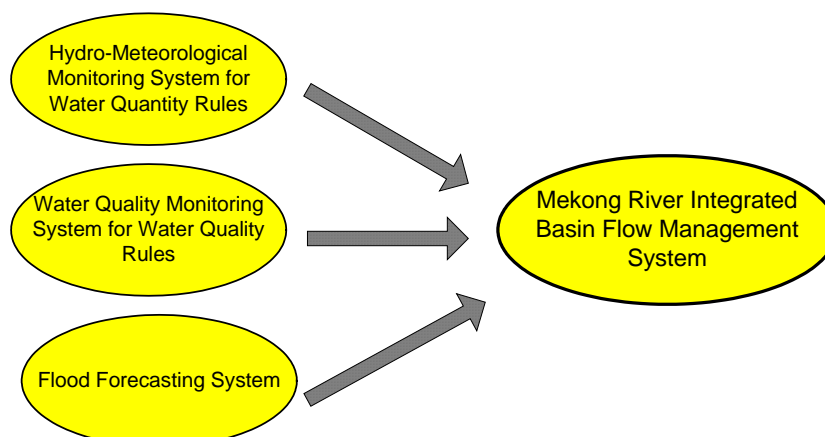 Hydro-Meteorological
Monitoring System for
Water Quantity Rules
Water Quality Monitoring
System for Water Quality
Rules
Flood Forecasting System
Mekong River Integrated
Basin Flow Management
System